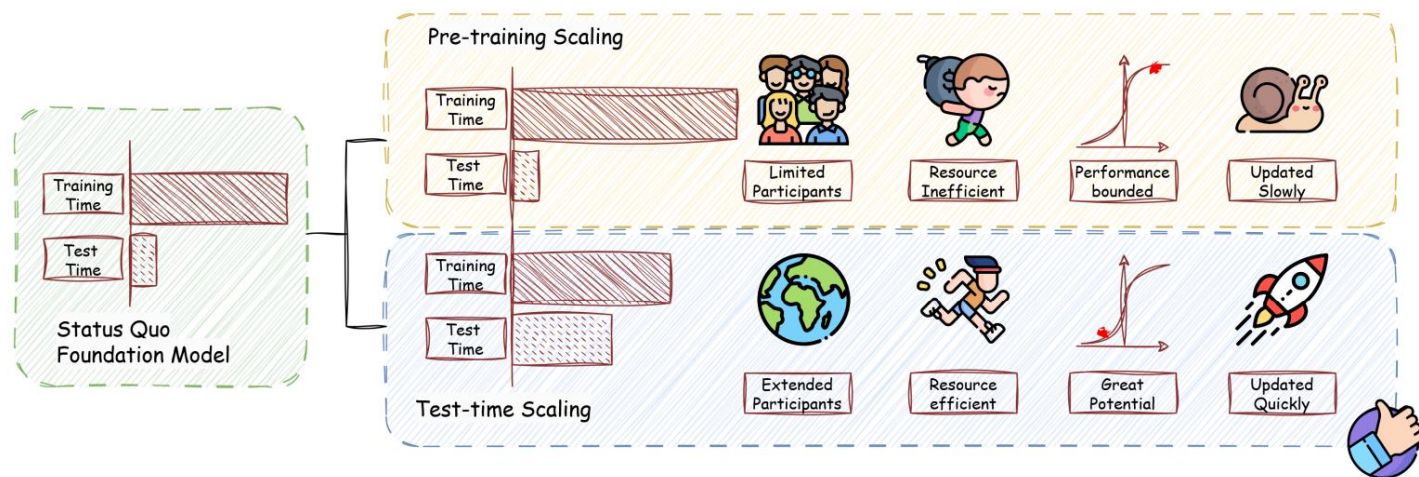 Training
Time
Test
Time
Status Quo
Foundation Model
Pre-training Scaling
Training
Time
Test
Time
$
Limited
Participants
Resource
Inefficient
Performance
bounded
Updated
Slowly
Training
Time
Test
Time
Test-time Scaling
Extended
Participants
Resource
efficient
Great
Potential
Updated
Quickly